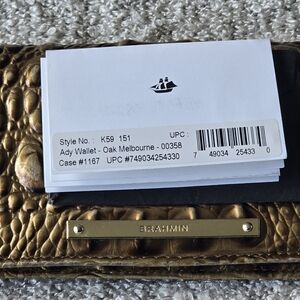 Style No. : K59 151 UPC :
Ady Wallet - Oak Melbourne - 00358
Case #1167 UPC #749034254330
7 49034 25433 0
BRAHMIN